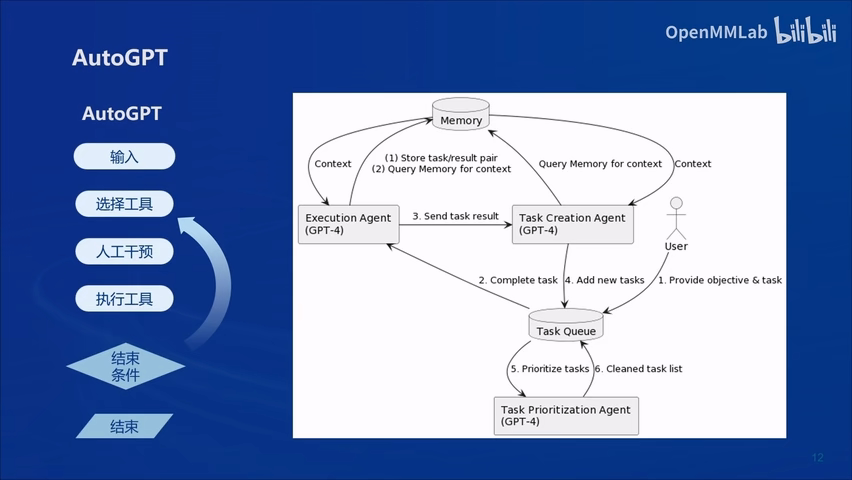 OpenMMLab bilibili
AutoGPT
AutoGPT
输入
选择工具
人工干预
执行工具
结束
条件
结束
Memory
Context
(1) Store task/result pair
(2) Query Memory for context
Query Memory for context
Context
Execution Agent
(GPT-4)
3. Send task result
Task Creation Agent
(GPT-4)
User
2. Complete task
4. Add new tasks
1. Provide objective & task
Task Queue
5. Prioritize tasks
6. Cleaned task list
Task Prioritization Agent
(GPT-4)
12